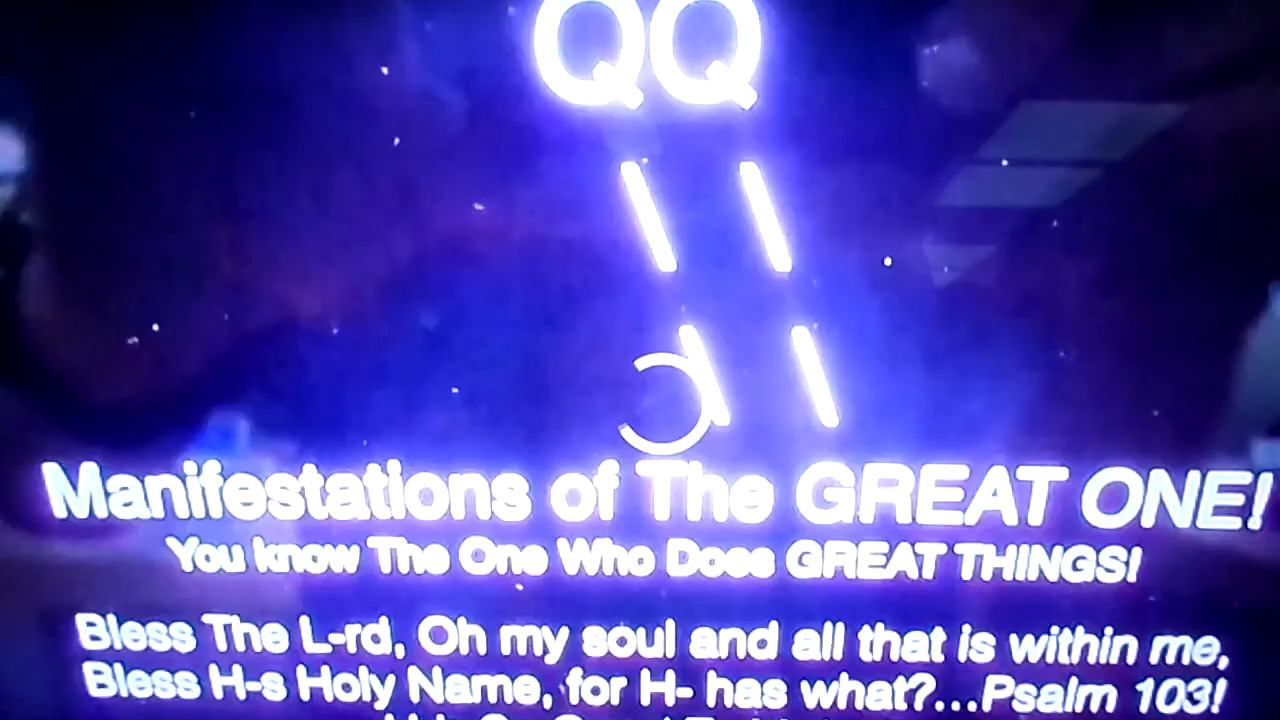 QQ
\ \
\ \
Manifestations of The GREAT ONE!
You know The One Who Does GREAT THINGS!
Bless The L-rd, Oh my soul and all that is within me,
Bless H-s Holy Name, for H- has what?...Psalm 103!